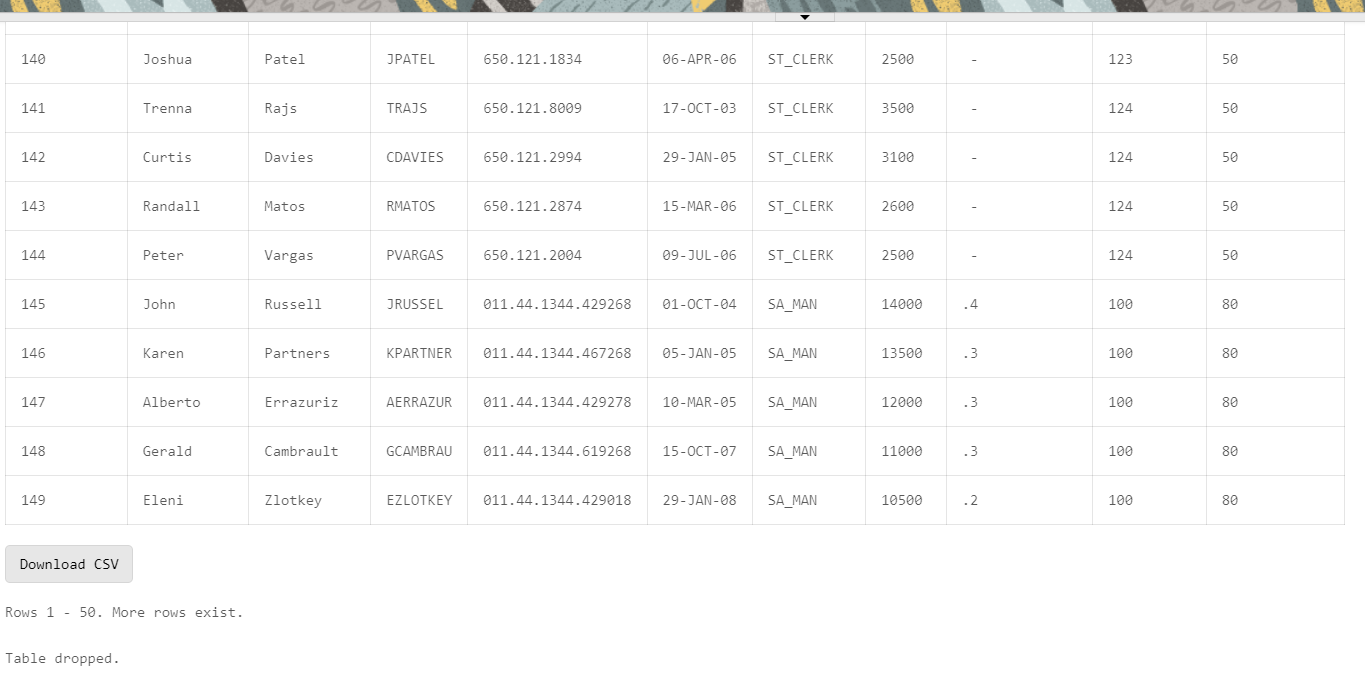 140 Joshua Patel JPATEL 650.121.1834 06-APR-06 ST_CLERK 2500 - 123 50
141 Trenna Rajs TRAJS 650.121.8009 17-OCT-03 ST_CLERK 3500 - 124 50
142 Curtis Davies CDAVIES 650.121.2994 29-JAN-05 ST_CLERK 3100 - 124 50
143 Randall Matos RMATOS 650.121.2874 15-MAR-06 ST_CLERK 2600 - 124 50
144 Peter Vargas PVARGAS 650.121.2004 09-JUL-06 ST_CLERK 2500 - 124 50
145 John Russell JRUSSEL 011.44.1344.429268 01-OCT-04 SA_MAN 14000 .4 100 80
146 Karen Partners KPARTNER 011.44.1344.467268 05-JAN-05 SA_MAN 13500 .3 100 80
147 Alberto Errazuriz AERRAZUR 011.44.1344.429278 10-MAR-05 SA_MAN 12000 .3 100 80
148 Gerald Cambrault GCAMBRAU 011.44.1344.619268 15-OCT-07 SA_MAN 11000 .3 100 80
149 Eleni Zlotkey EZLOTKEY 011.44.1344.429018 29-JAN-08 SA_MAN 10500 .2 100 80
Download CSV
Rows 1 - 50. More rows exist.
Table dropped.